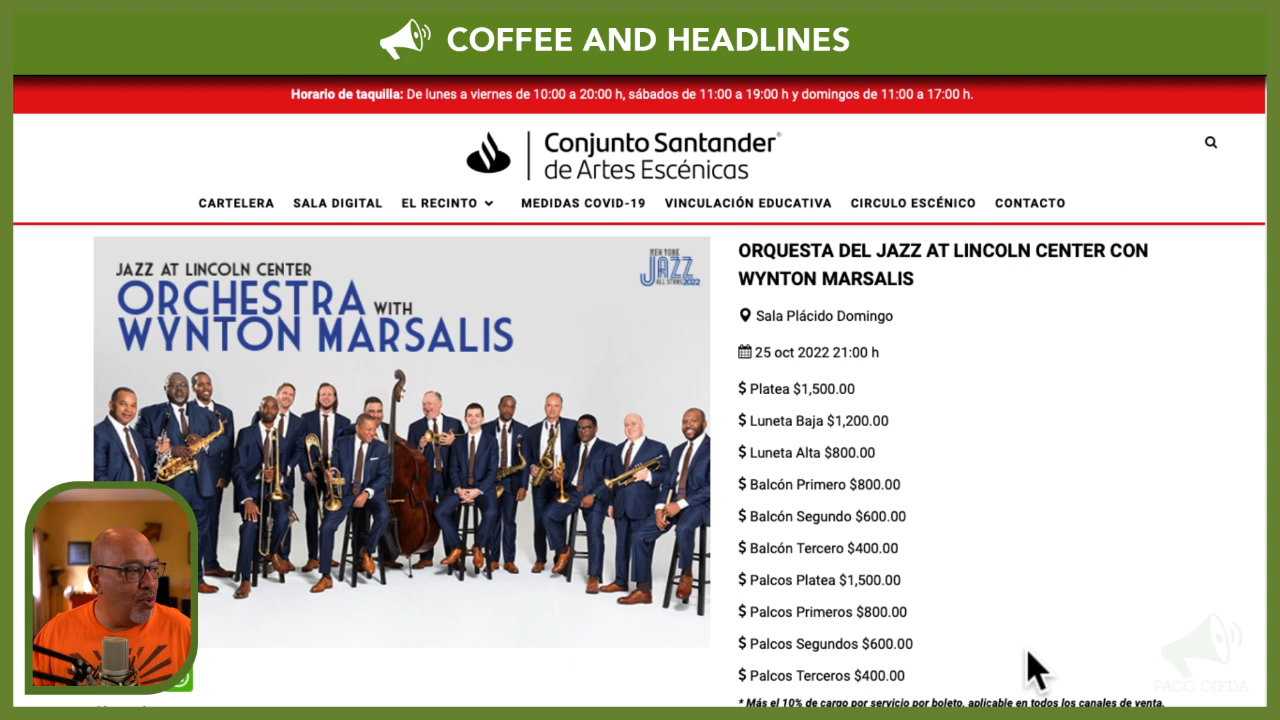 COFFEE AND HEADLINES
Horario de taquilla: De lunes a viernes de 10:00 a 20:00 h, sábados de 11:00 a 19:00 h y domingos de 11:00 a 17:00 h.
Conjunto Santander®
de Artes Escénicas
CARTELERA SALA DIGITAL EL RECINTO MEDIDAS COVID-19 VINCULACIÓN EDUCATIVA CIRCULO ESCÉNICO CONTACTO
JAZZ AT LINCOLN CENTER
ORCHESTRA WITH
WYNTON MARSALIS
NEW YORK
JAZZ
ALL STARS 2022
ORQUESTA DEL JAZZ AT LINCOLN CENTER CON
WYNTON MARSALIS
Sala Plácido Domingo
25 oct 2022 21:00 h
$ Platea $1,500.00
$ Luneta Baja $1,200.00
$ Luneta Alta $800.00
$ Balcón Primero $800.00
$ Balcón Segundo $600.00
$ Balcón Tercero $400.00
$ Palcos Platea $1,500.00
$ Palcos Primeros $800.00
$ Palcos Segundos $600.00
$ Palcos Terceros $400.00
* Más el 10% de cargo por servicio por boleto, aplicable en todos los canales de venta.
PACO OJEDA